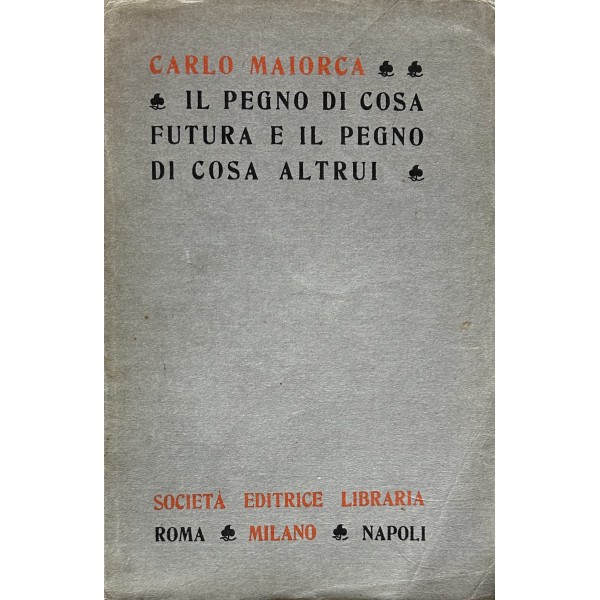 CARLO MAIORCA
IL PEGNO DI COSA
FUTURA E IL PEGNO
DI COSA ALTRUI
SOCIETÀ EDITRICE LIBRARIA
ROMA MILANO NAPOLI